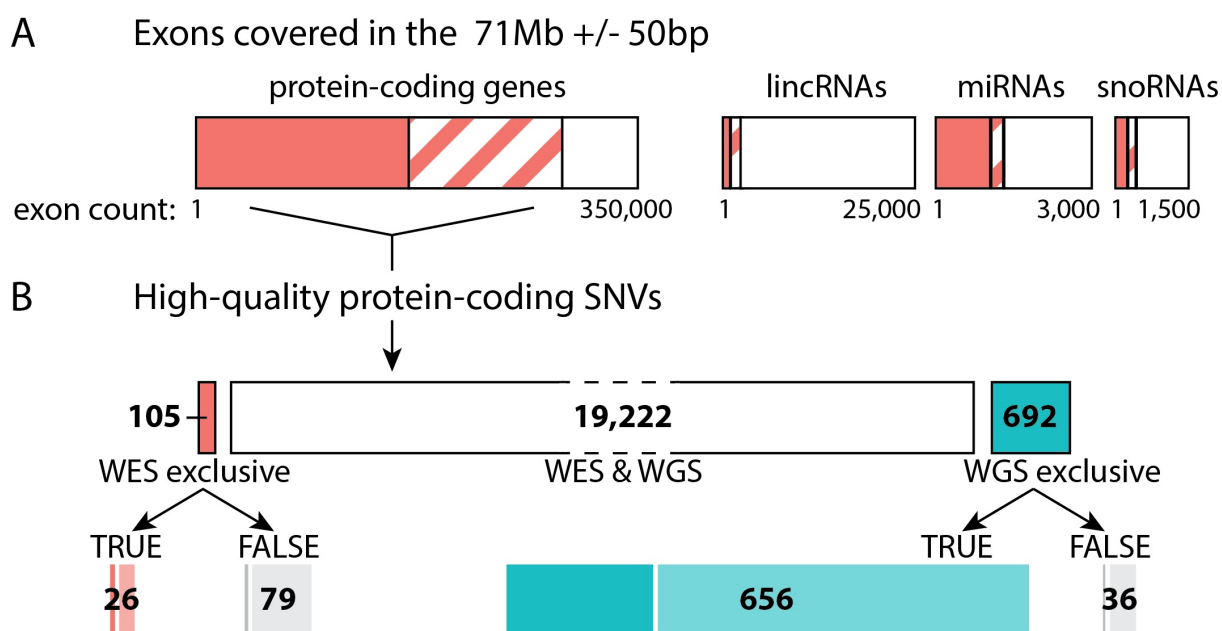 A Exons covered in the 71Mb +/- 50bp
protein-coding genes lincRNAs miRNAs snoRNAs
exon count: 1 350,000 1 25,000 1 3,000 1 1,500
B High-quality protein-coding SNVs
105 19,222 692
WES exclusive WES & WGS WGS exclusive
TRUE FALSE TRUE FALSE
26 79 656 36